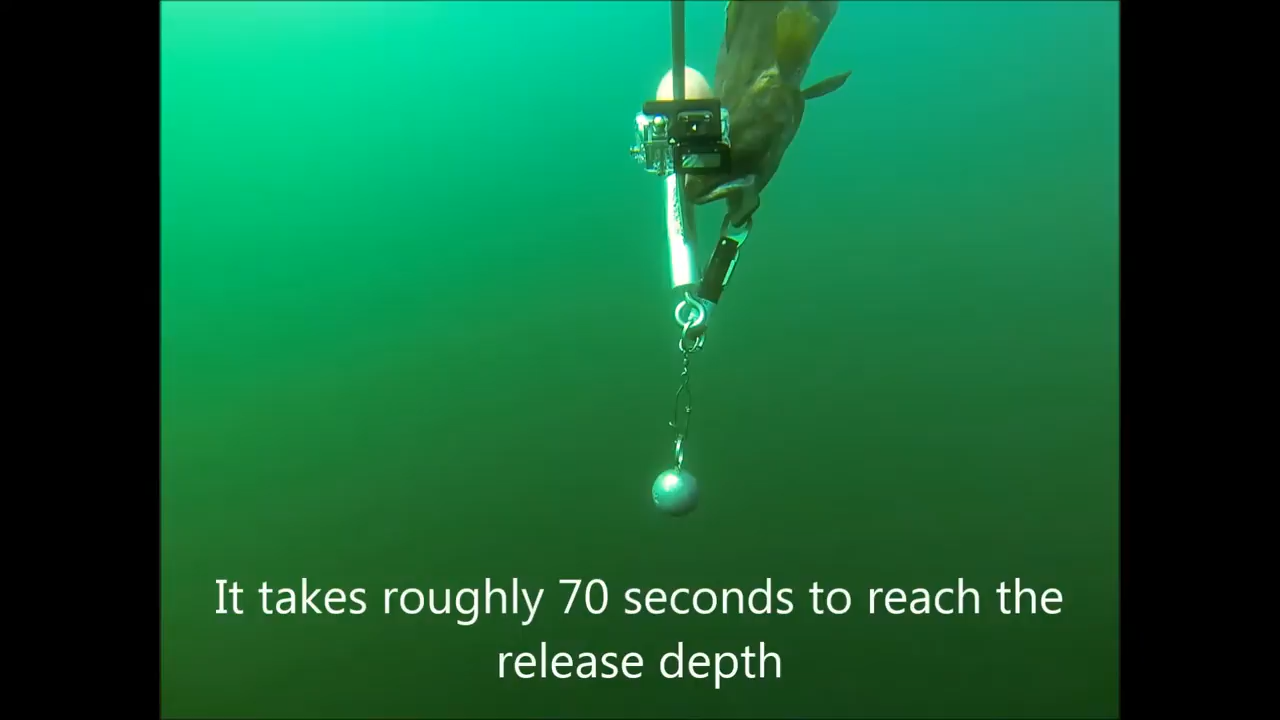 It takes roughly 70 seconds to reach the
release depth